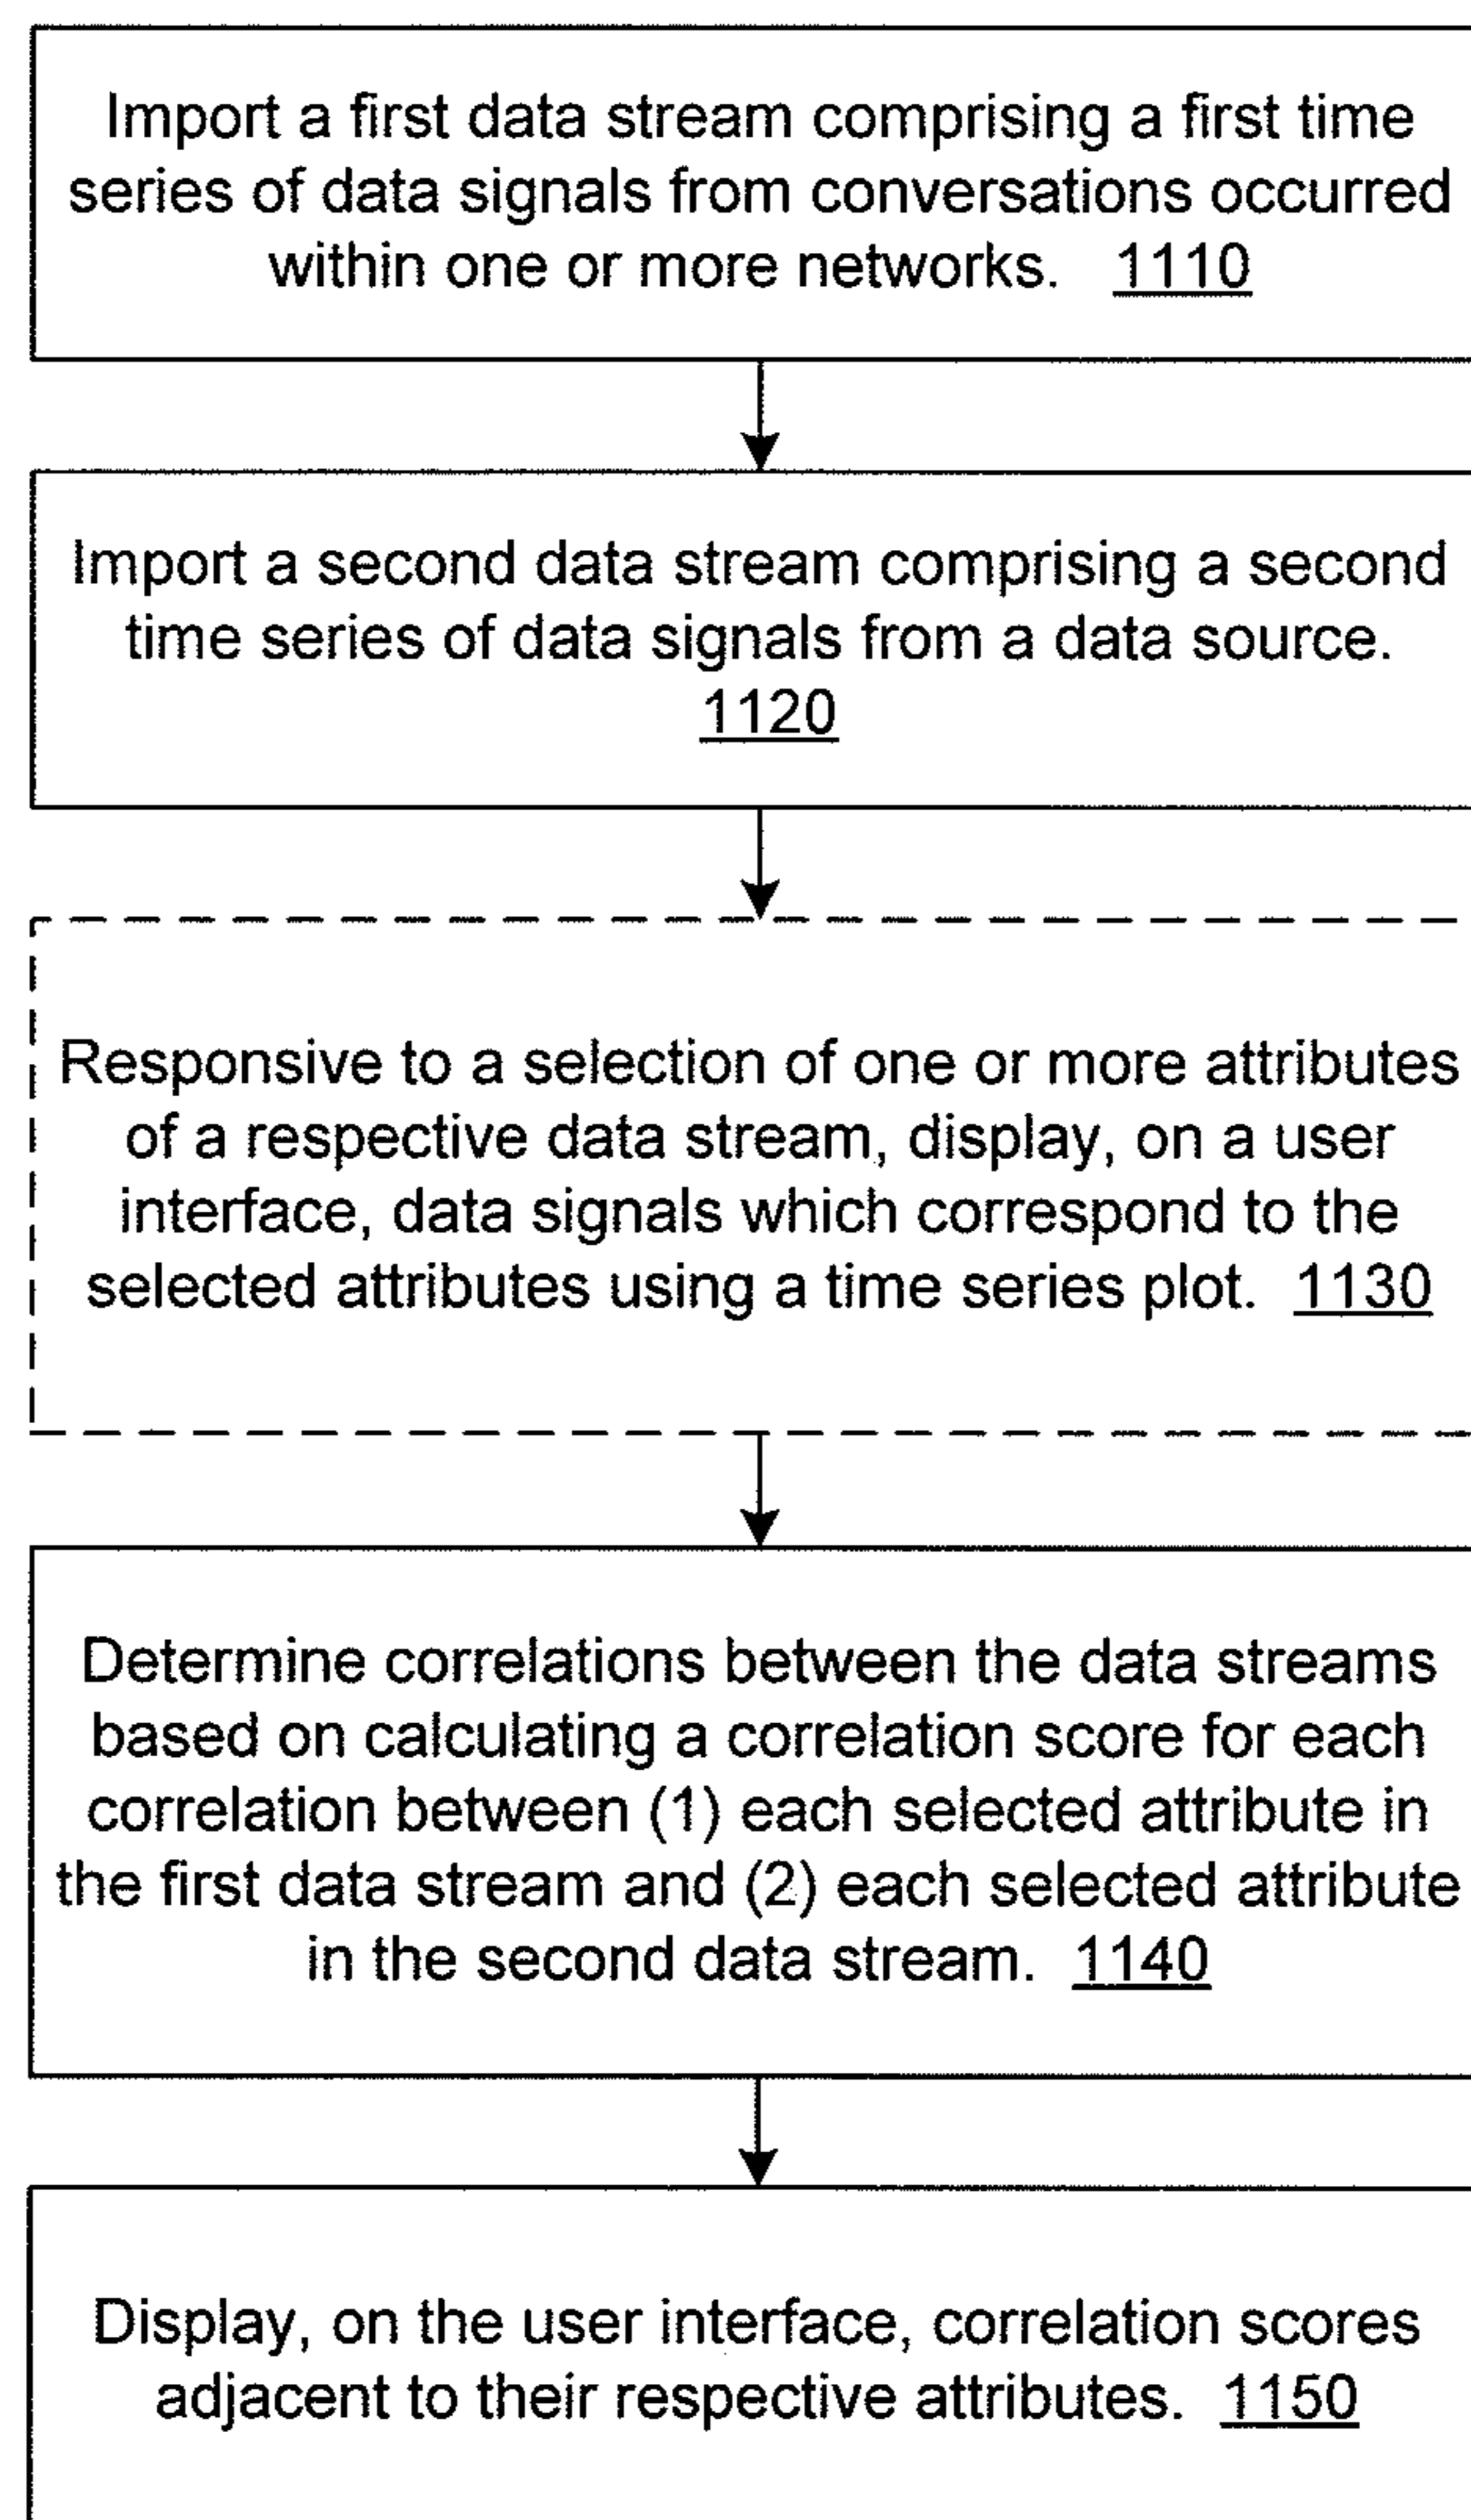 Import a first data stream comprising a first time
series of data signals from conversations occurred
within one or more networks. 1110
Import a second data stream comprising a second
time series of data signals from a data source.
1120
Responsive to a selection of one or more attributes
of a respective data stream, display, on a user
interface, data signals which correspond to the
selected attributes using a time series plot. 1130
Determine correlations between the data streams
based on calculating a correlation score for each
correlation between (1) each selected attribute in
the first data stream and (2) each selected attribute
in the second data stream. 1140
Display, on the user interface, correlation scores
adjacent to their respective attributes. 1150